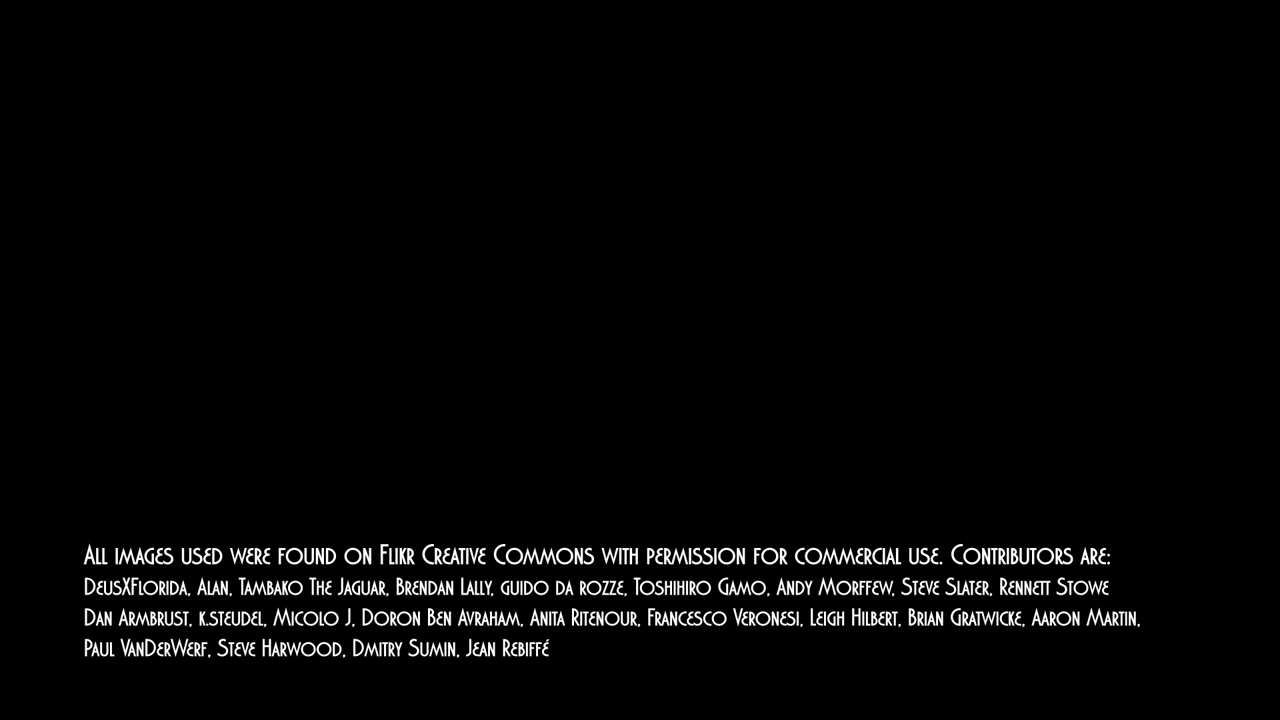 All images used were found on Flikr Creative Commons with permission for commercial use. Contributors are:
DeusXFlorida, Alan, Tambako The Jaguar, Brendan Lally, guido da rozze, Toshihiro Gamo, Andy Morffew, Steve Slater, Rennett Stowe
Dan Armbrust, k.steudel, Micolo J, Doron Ben Avraham, Anita Ritenour, Francesco Veronesi, Leigh Hilbert, Brian Gratwicke, Aaron Martin,
Paul VanDerWerf, Steve Harwood, Dmitry Sumin, Jean Rebiffé